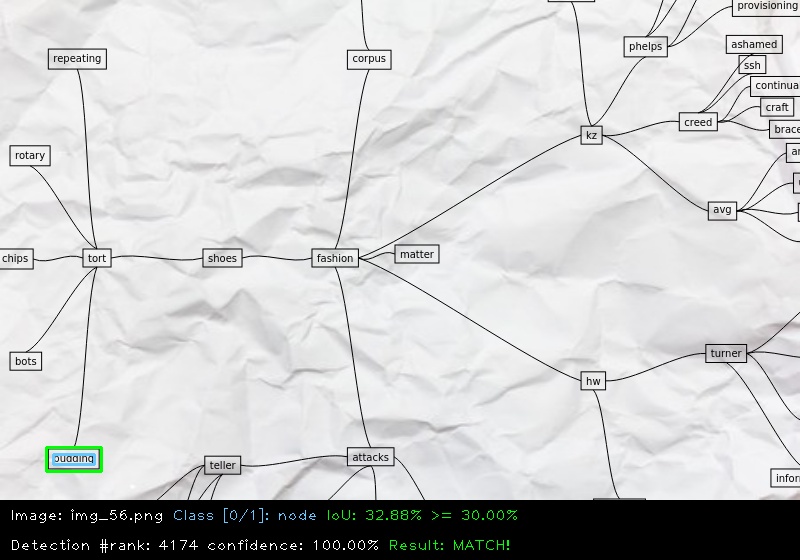 provisioning
phelps
ashamed
repeating
corpus
ssh
continua
craft
creed
brace
kz
rotary
avg
chips
tort
shoes
fashion
matter
turner
bots
hw
pudding
teller
attacks
inform
Image: img_56.png Class [0/1]: node IoU: 32.88% >= 30.00%
Detection #rank: 4174 confidence: 100.00% Result: MATCH!